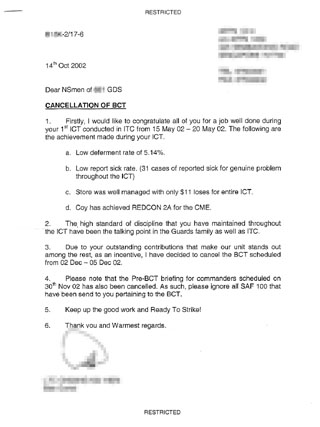 RESTRICTED
14th Oct 2002
Dear NSmen of GDS
CANCELLATION OF BCT
1. Firstly, I would like to congratulate all of you for a job well done during
your 1st ICT conducted in ITC from 15 May 02 – 20 May 02. The following are
the achievement made during your ICT.
a. Low deferment rate of 5.14%.
b. Low report sick rate. (31 cases of reported sick for genuine problem
throughout the ICT)
c. Store was well managed with only $11 loses for entire ICT.
d. Coy has achieved REDCON 2A for the CME.
2. The high standard of discipline that you have maintained throughout
the ICT have been the talking point in the Guards family as well as ITC.
3. Due to your outstanding contributions that make our unit stands out
among the rest, as an incentive, I have decided to cancel the BCT scheduled
from 02 Dec – 05 Dec 02.
4. Please note that the Pre-BCT briefing for commanders scheduled on
30th Nov 02 has also been cancelled. As such, please ignore all SAF 100 that
have been send to you pertaining to the BCT.
5. Keep up the good work and Ready To Strike!
6. Thank you and Warmest regards.
RESTRICTED